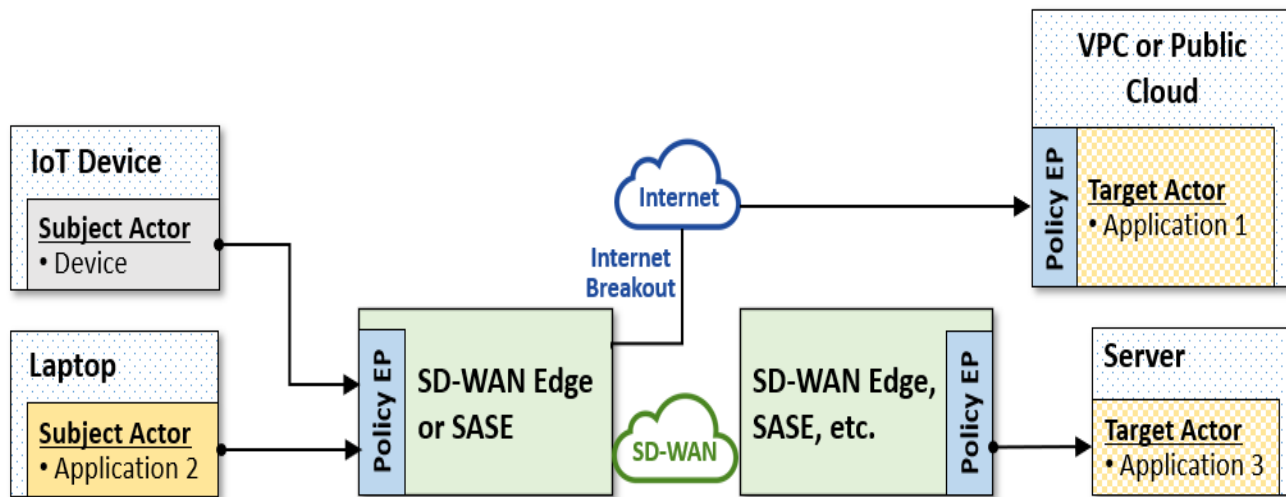 VPC or Public
Cloud
Policy EP
Target Actor
• Application 1
IoT Device
Subject Actor
• Device
Internet
Internet
Breakout
Laptop
Subject Actor
• Application 2
Policy EP
SD-WAN Edge
or SASE
SD-WAN
SD-WAN Edge,
SASE, etc.
Policy EP
Server
Target Actor
• Application 3